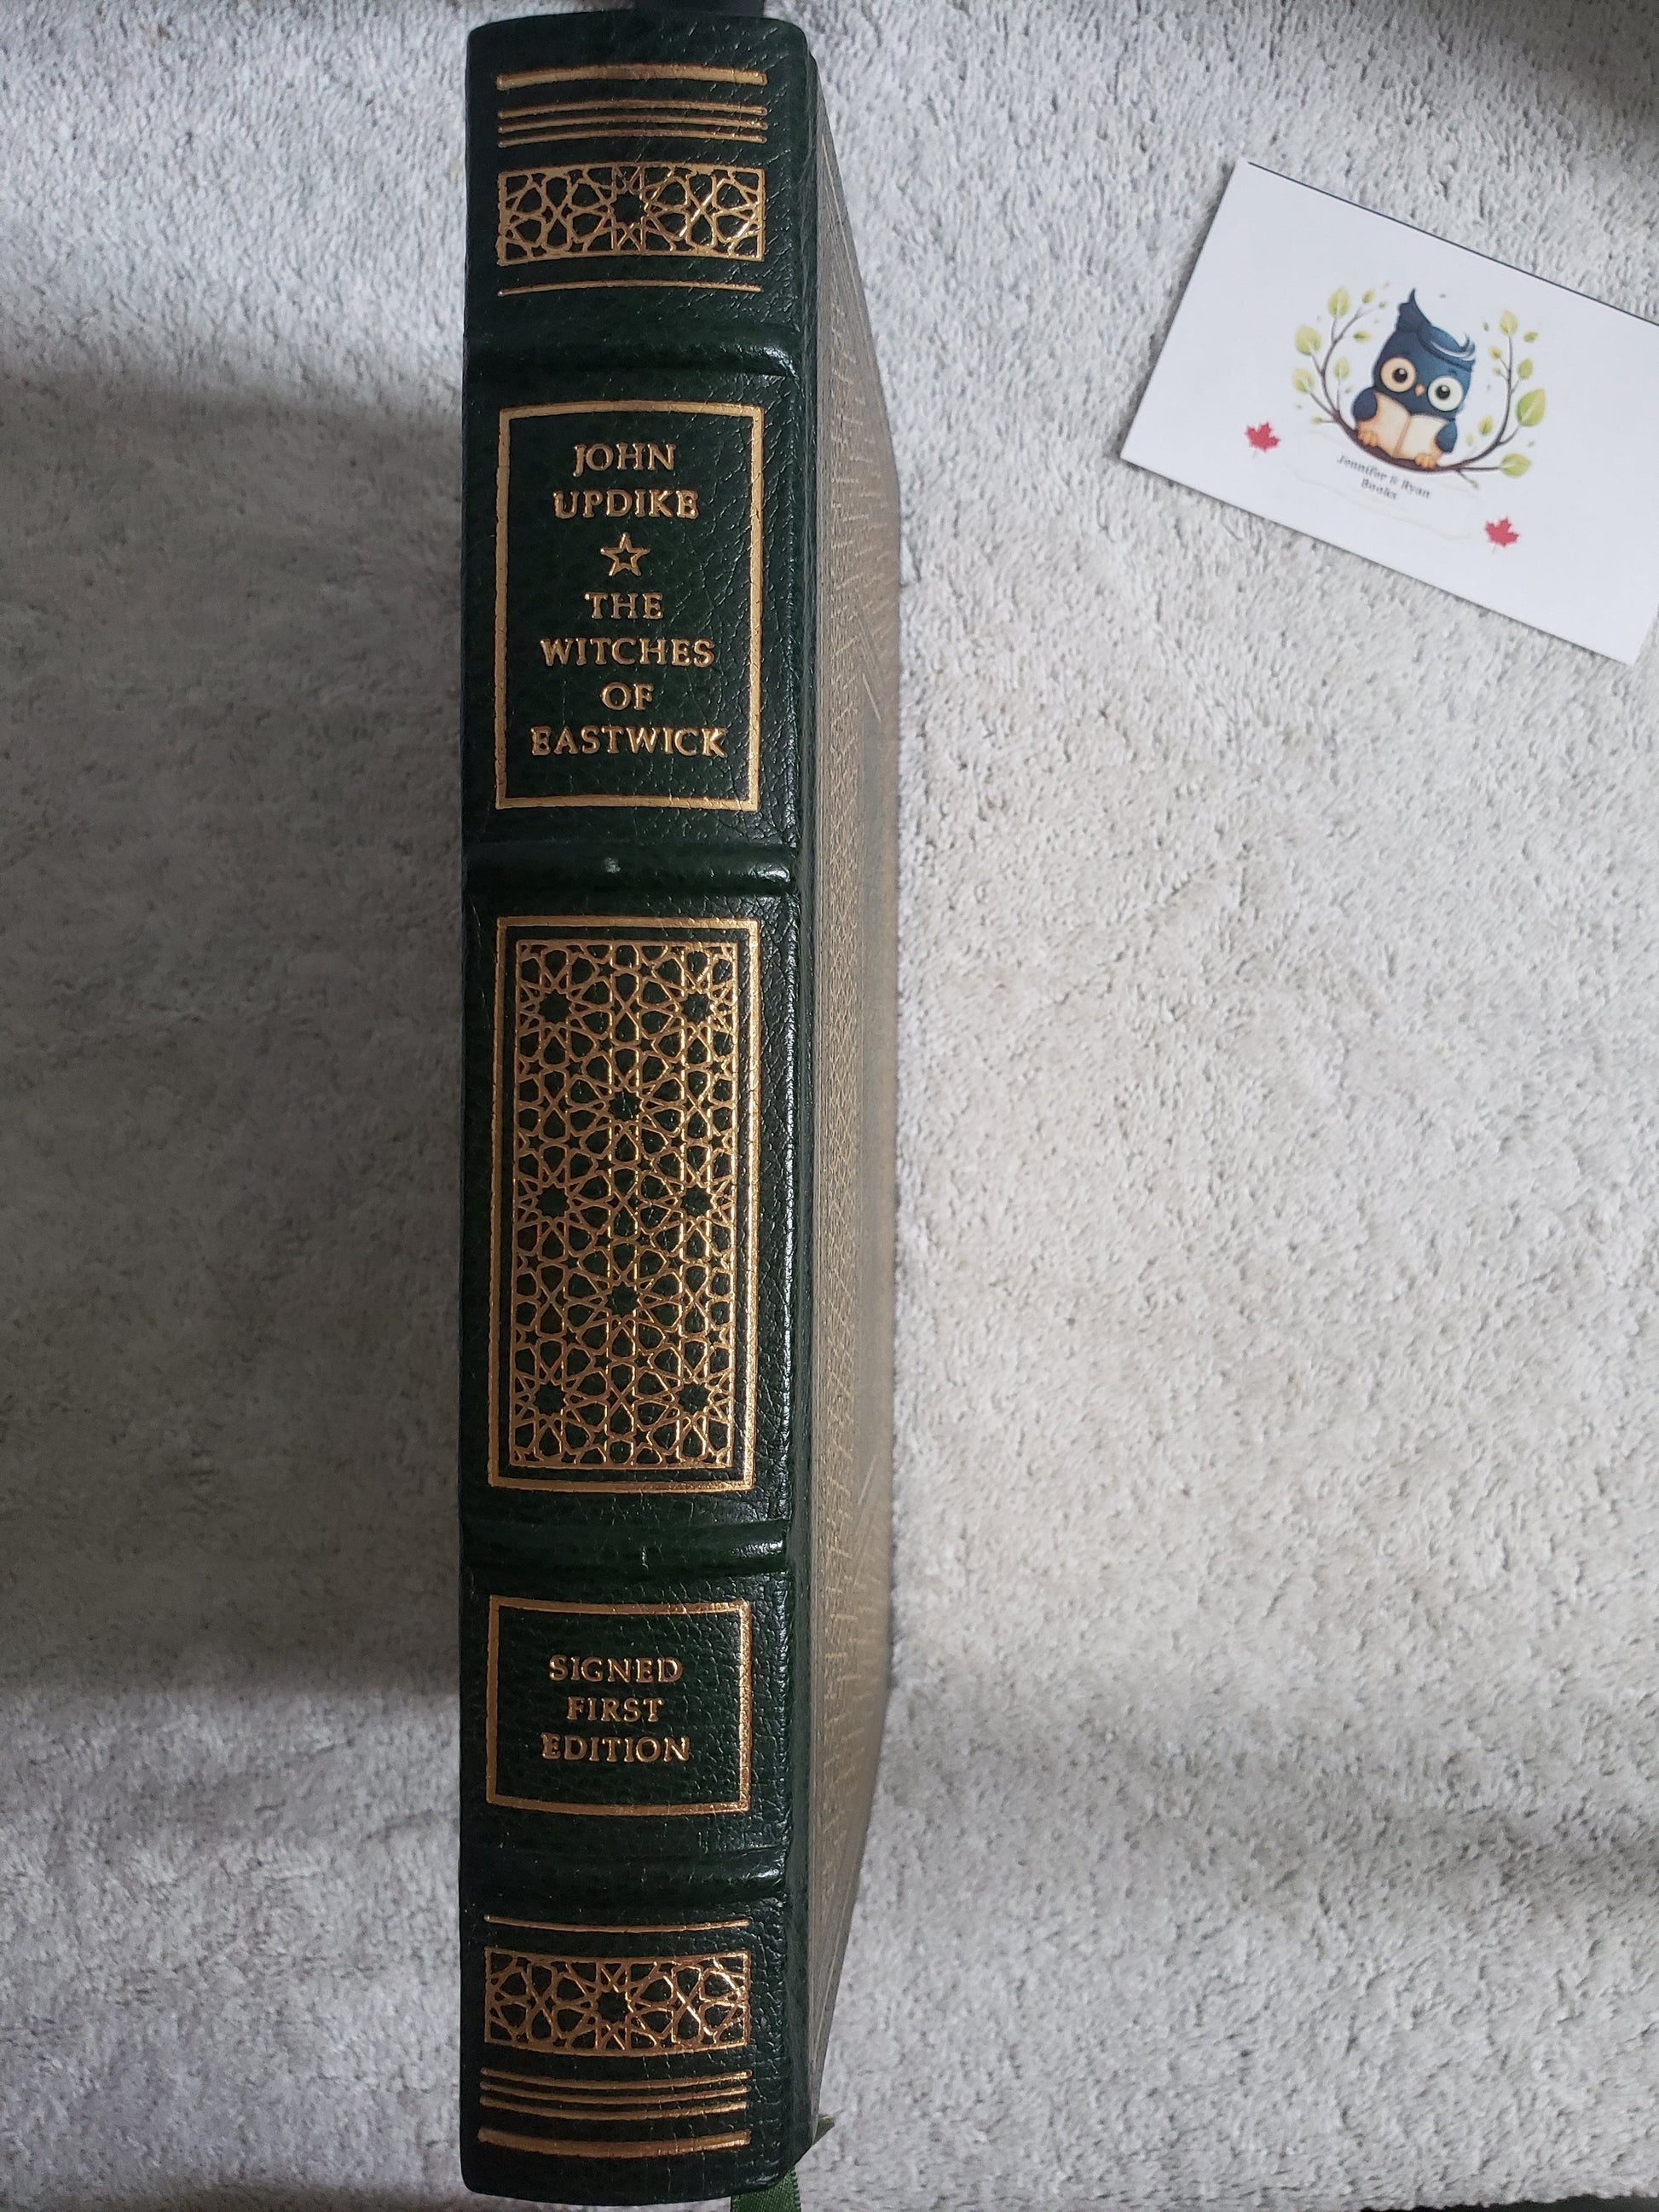 JOHN
UPDIKE
THE
WITCHES
OF
EASTWICK
SIGNED
FIRST
EDITION
Jennifer & Ryan
Books